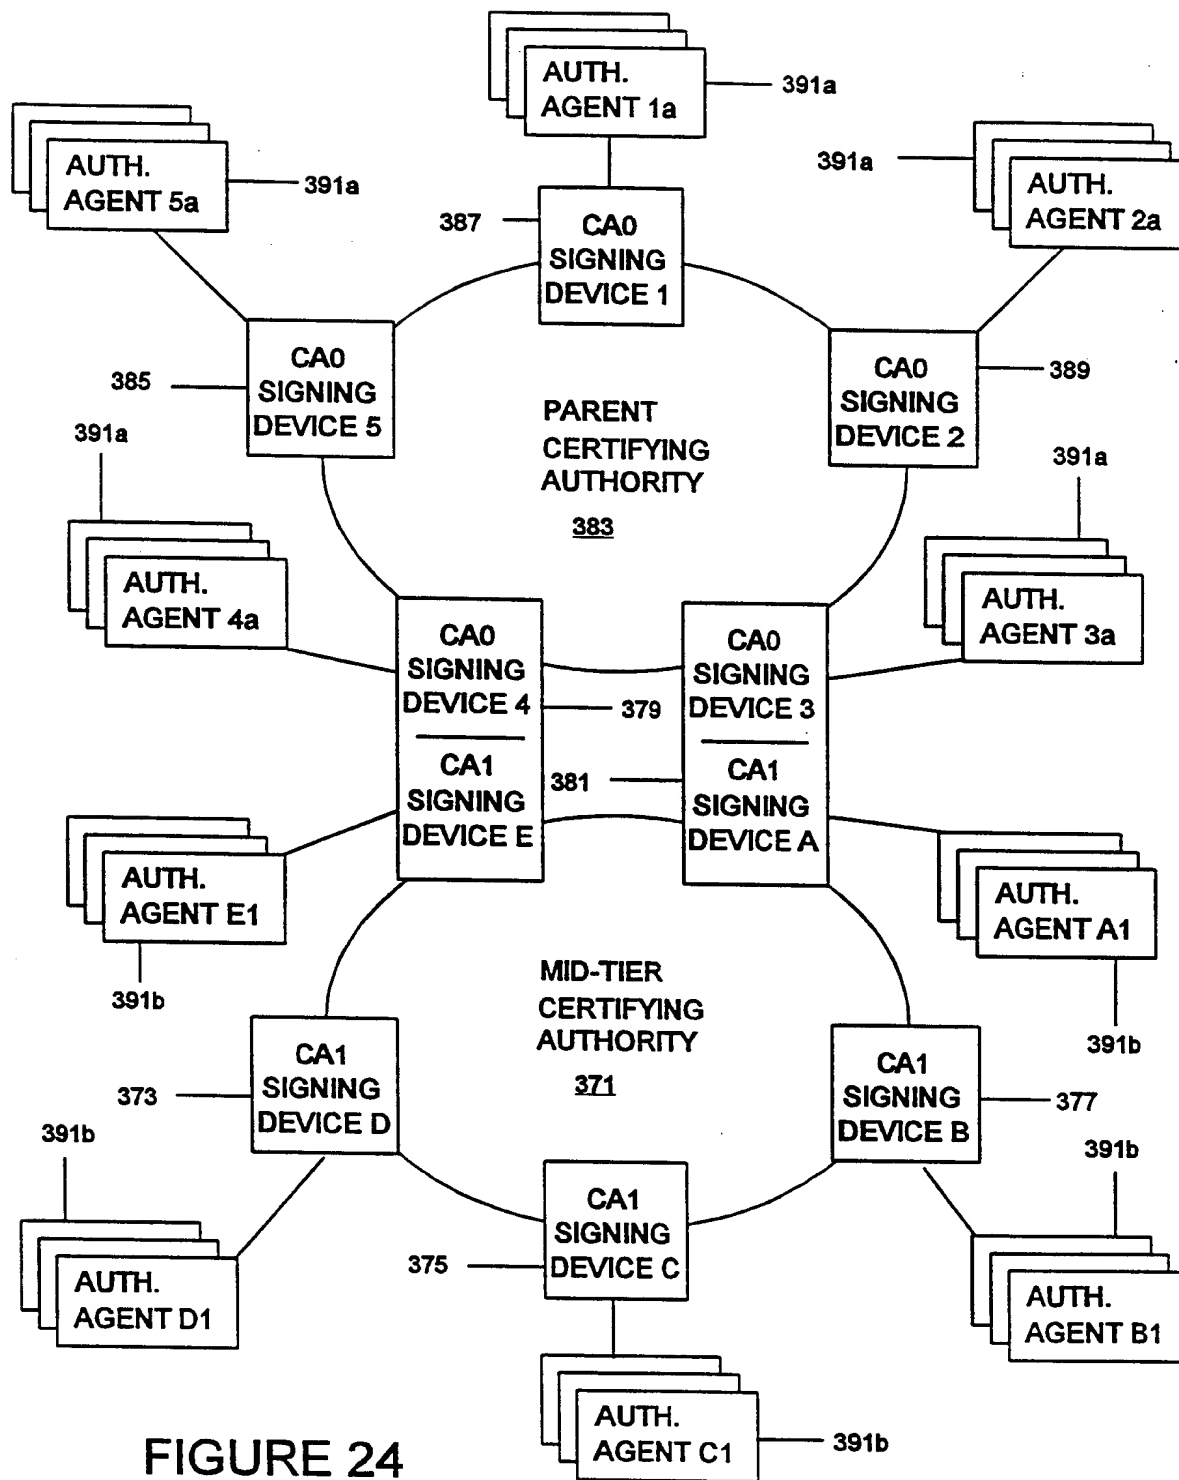 AUTH.
AGENT 1a
391a
AUTH.
AGENT 5a
391a
391a
AUTH.
AGENT 2a
387
CA0
SIGNING
DEVICE 1
385
CA0
SIGNING
DEVICE 5
CA0
SIGNING
DEVICE 2
389
PARENT
CERTIFYING
AUTHORITY
383
391a
AUTH.
AGENT 4a
391a
AUTH.
AGENT 3a
CA0
SIGNING
DEVICE 4
379
CA1
SIGNING
DEVICE E
CA0
SIGNING
DEVICE 3
381
CA1
SIGNING
DEVICE A
AUTH.
AGENT E1
391b
AUTH.
AGENT A1
391b
MID-TIER
CERTIFYING
AUTHORITY
371
373
CA1
SIGNING
DEVICE D
CA1
SIGNING
DEVICE B
377
391b
AUTH.
AGENT D1
375
CA1
SIGNING
DEVICE C
391b
AUTH.
AGENT B1
AUTH.
AGENT C1
391b
FIGURE 24